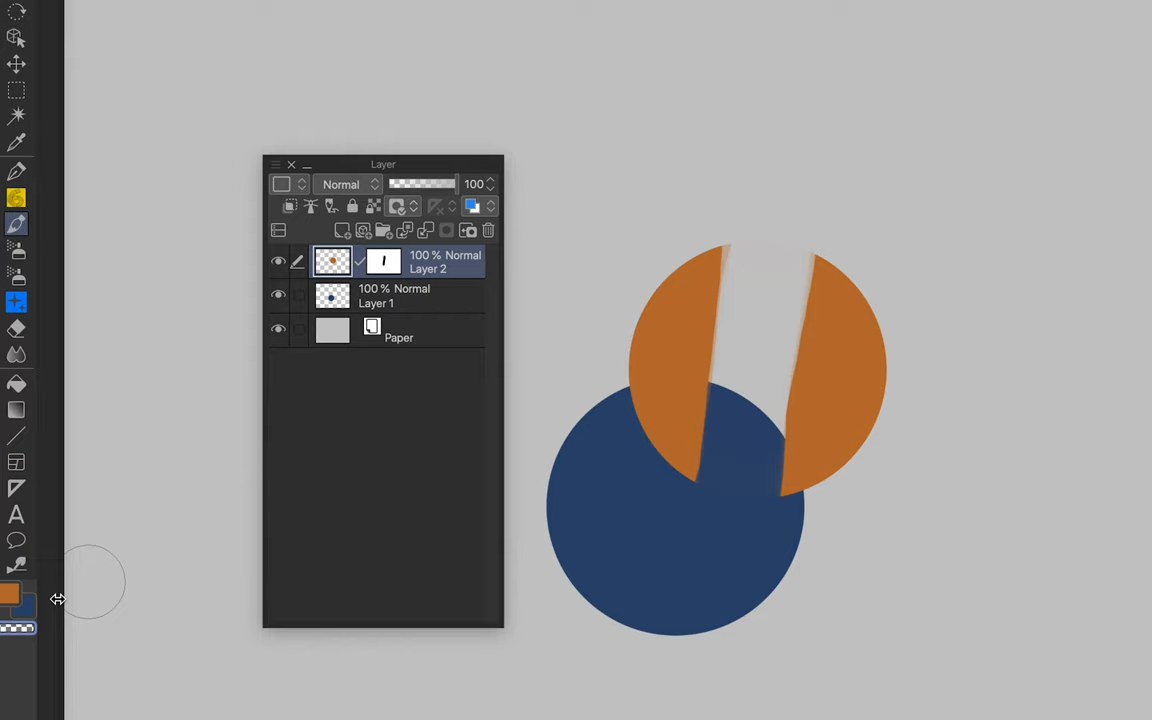 Layer
Normal 100
100 % Normal
Layer 2
100 % Normal
Layer 1
Paper
A